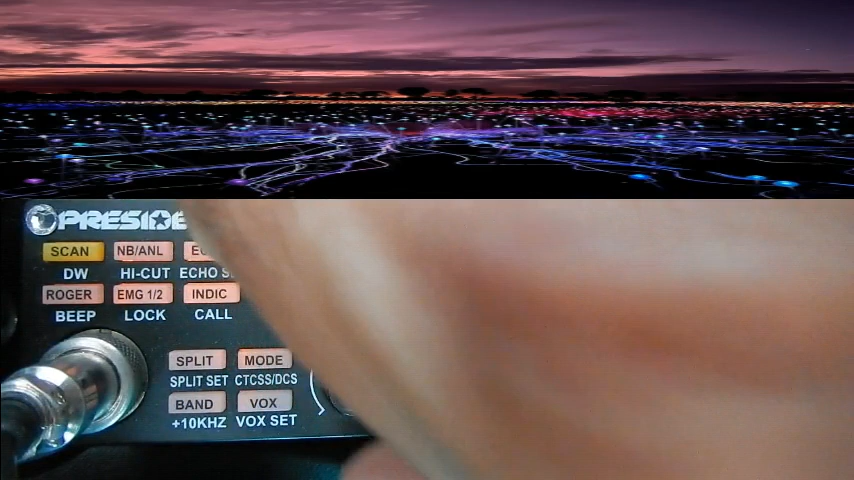 PRESIDE
SCAN NB/ANL
DW HI-CUT ECHO
ROGER EMG 1/2 INDIC
BEEP LOCK CALL
SPLIT MODE
SPLIT SET CTCSS/DCS
BAND VOX
+10KHZ VOX SET